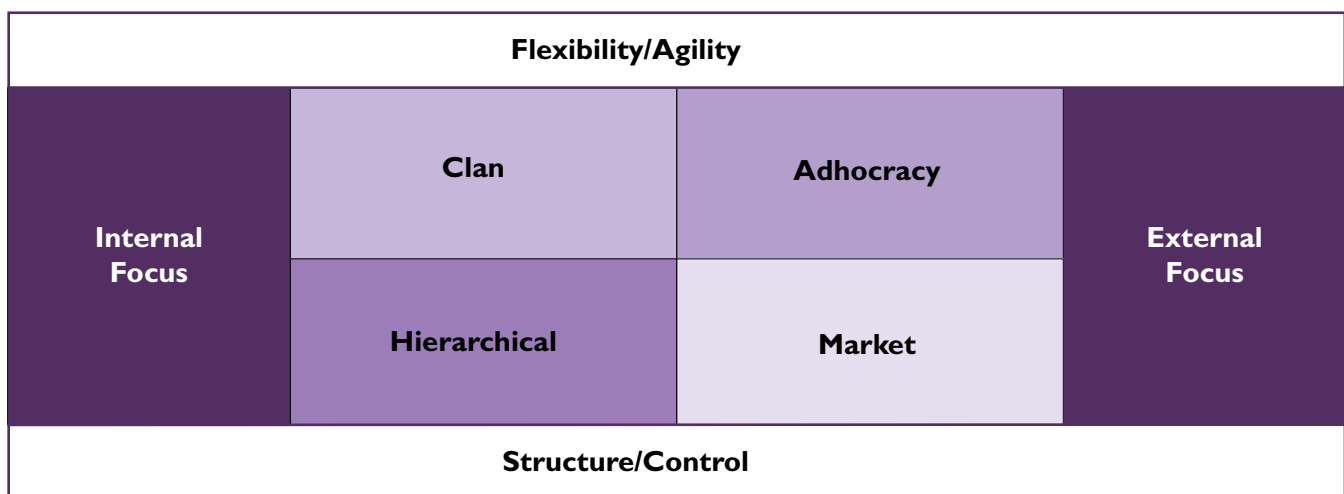 Flexibility/Agility
Clan
Adhocracy
Internal
Focus
External
Focus
Hierarchical
Market
Structure/Control